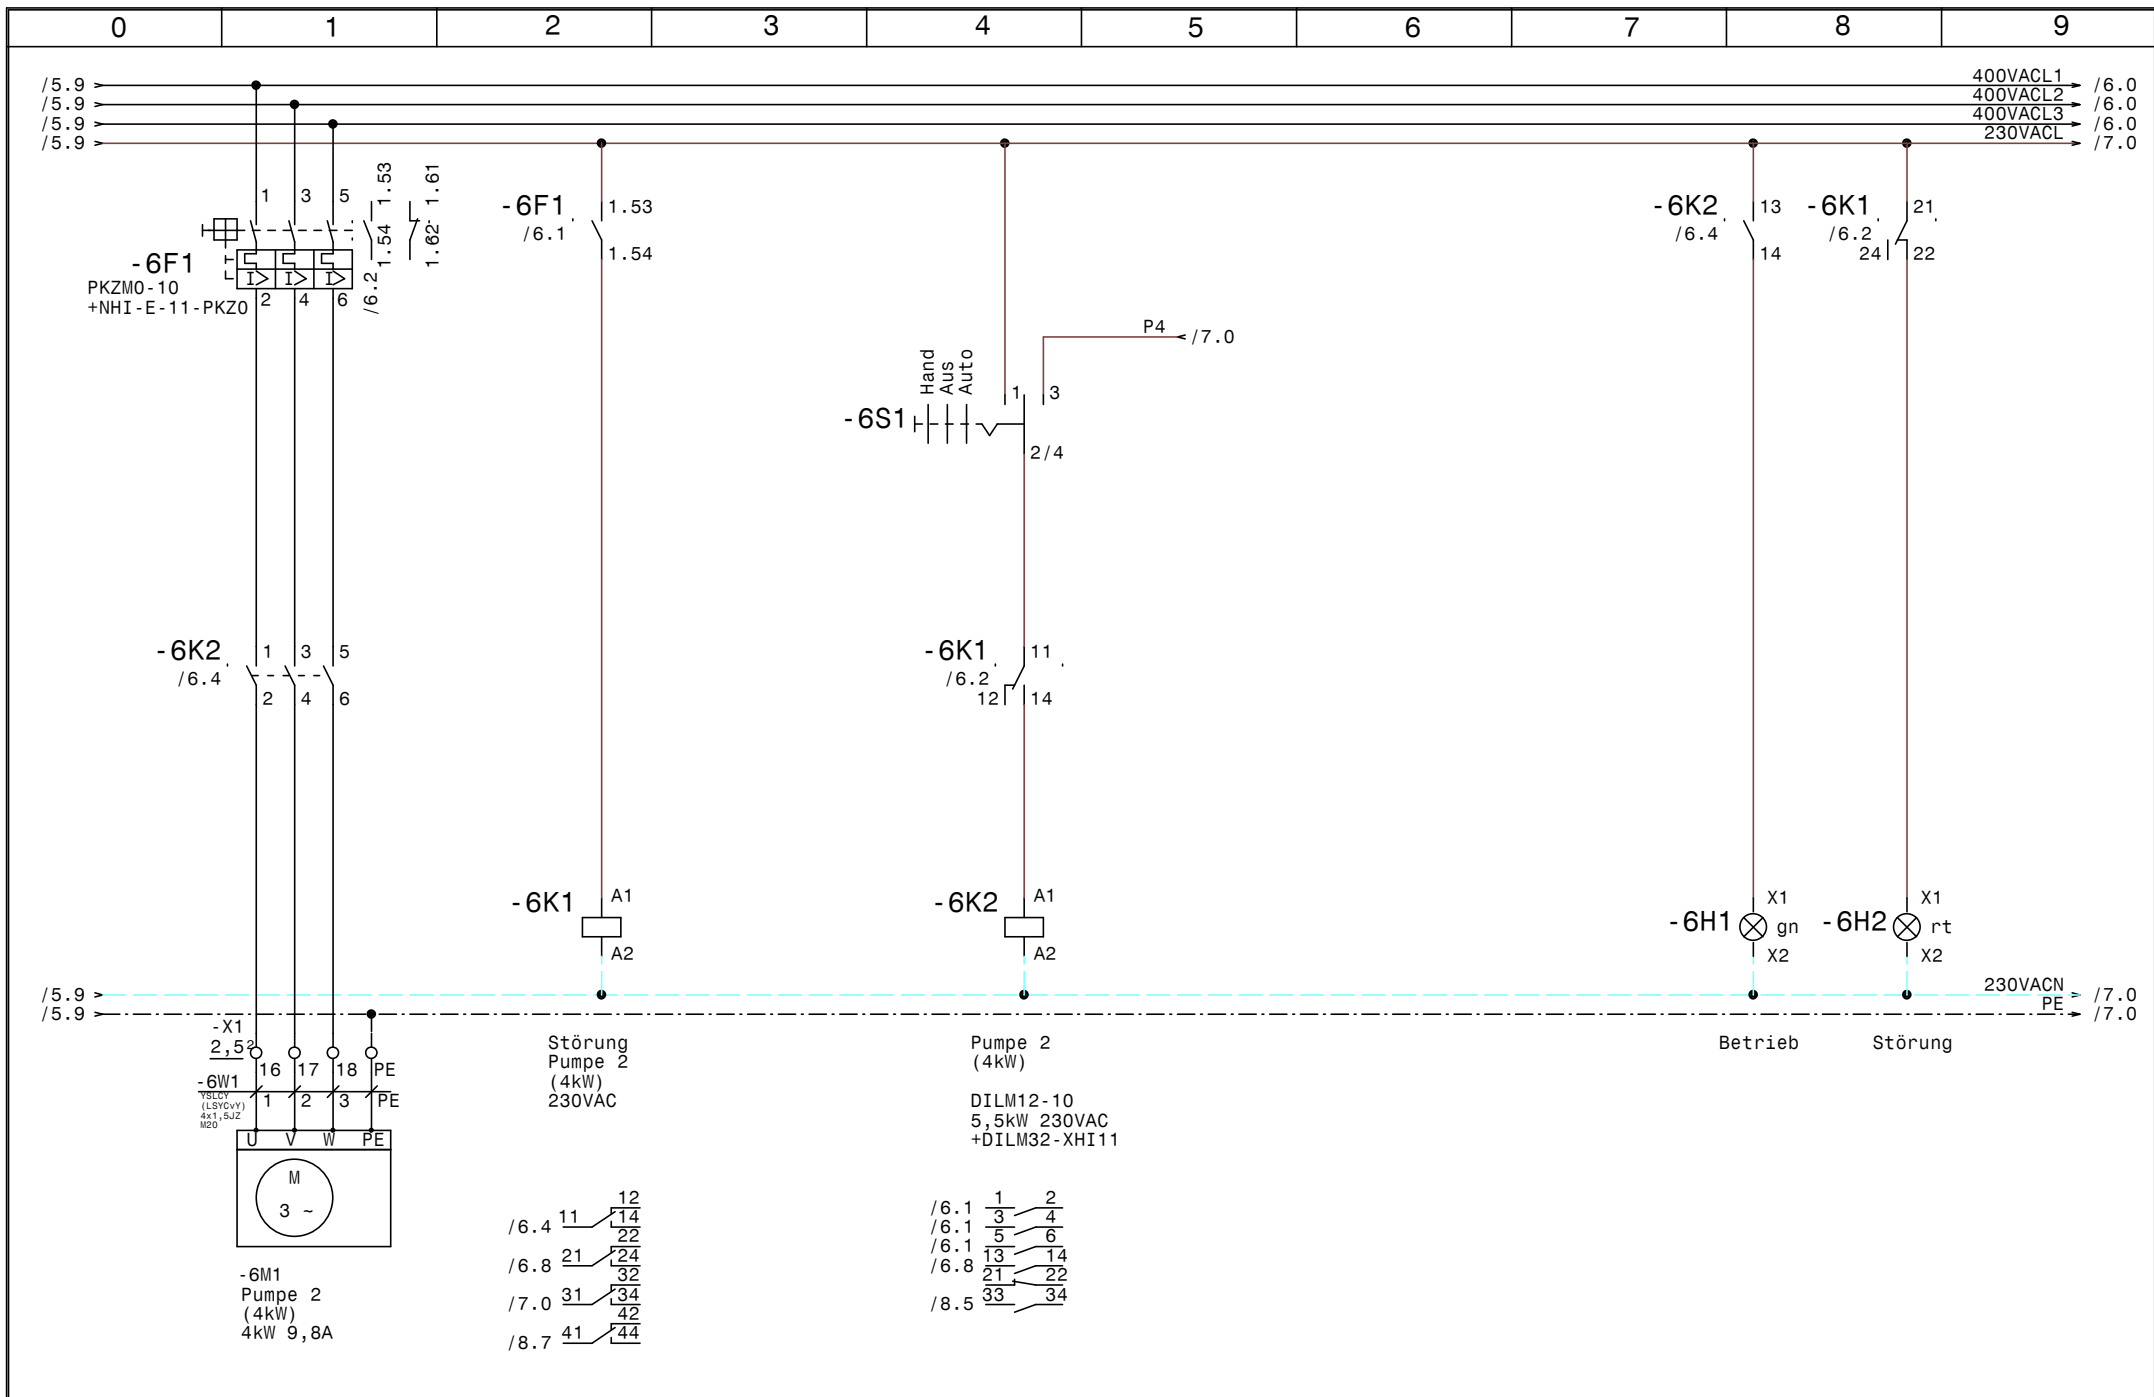 0 1 2 3 4 5 6 7 8 9
/5.9 400VACL1 /6.0
/5.9 400VACL2 /6.0
/5.9 400VACL3 /6.0
/5.9 230VACL /7.0
1 3 5 1.53 1.61
1.54 1.62
/6.2
-6F1
PKZM0-10
+NHI-E-11-PKZ0
2 4 6
-6F1 1.53
/6.1
1.54
-6K2 13
/6.4
14
-6K1 21
/6.2
24 22
P4 /7.0
Hand
Aus
Auto
1 3
-6S1
2/4
-6K2 1 3 5
/6.4
2 4 6
-6K1 11
/6.2
12 14
-6K1 A1
A2
-6K2 A1
A2
-6H1 X1
gn
X2
-6H2 X1
rt
X2
/5.9 230VACN /7.0
/5.9 PE /7.0
-X1
2,5²
16 17 18 PE
-6W1
YSLCY
(LSYCvY)
4x1,5JZ
M20
1 2 3 PE
U V W PE
M
3 ~
-6M1
Pumpe 2
(4kW)
4kW 9,8A
Störung
Pumpe 2
(4kW)
230VAC
Pumpe 2
(4kW)
DILM12-10
5,5kW 230VAC
+DILM32-XHI11
Betrieb
Störung
12
/6.4 11 14
22
/6.8 21 24
32
/7.0 31 34
42
/8.7 41 44
/6.1 1 2
/6.1 3 4
/6.1 5 6
/6.8 13 14
21 22
/8.5 33 34